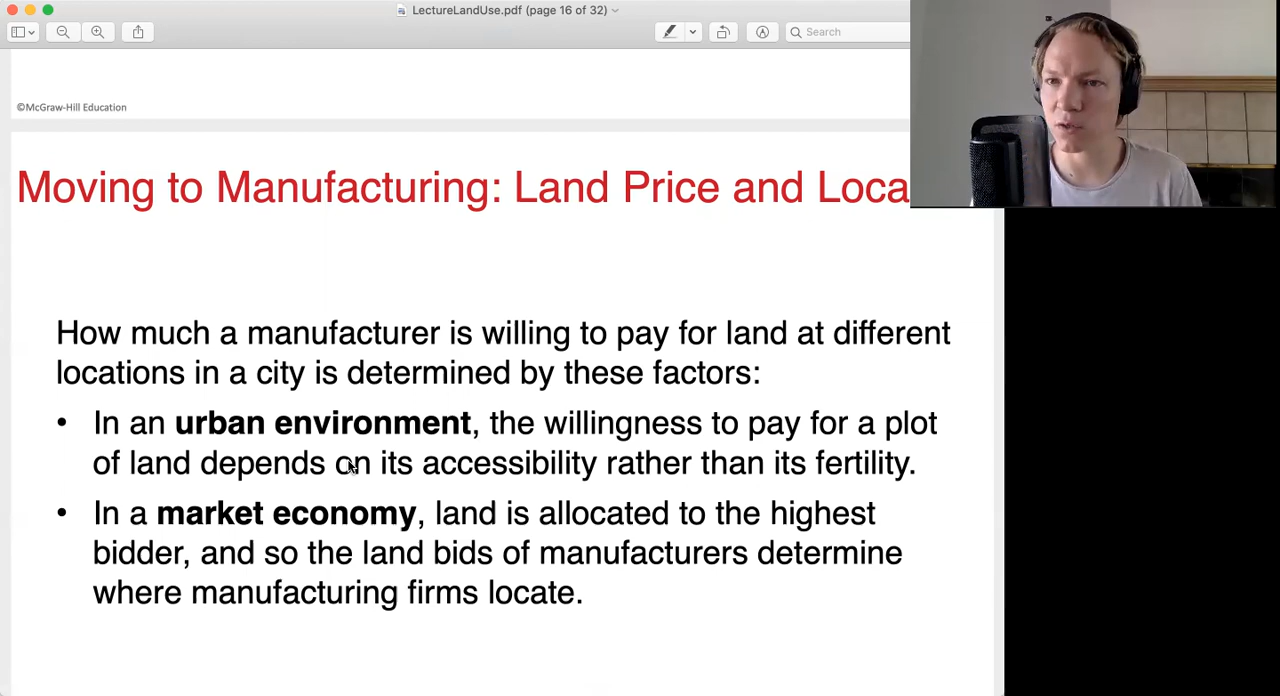 LectureLandUse.pdf (page 16 of 32)
Search
©McGraw-Hill Education
Moving to Manufacturing: Land Price and Loca
How much a manufacturer is willing to pay for land at different
locations in a city is determined by these factors:
• In an urban environment, the willingness to pay for a plot
of land depends on its accessibility rather than its fertility.
• In a market economy, land is allocated to the highest
bidder, and so the land bids of manufacturers determine
where manufacturing firms locate.